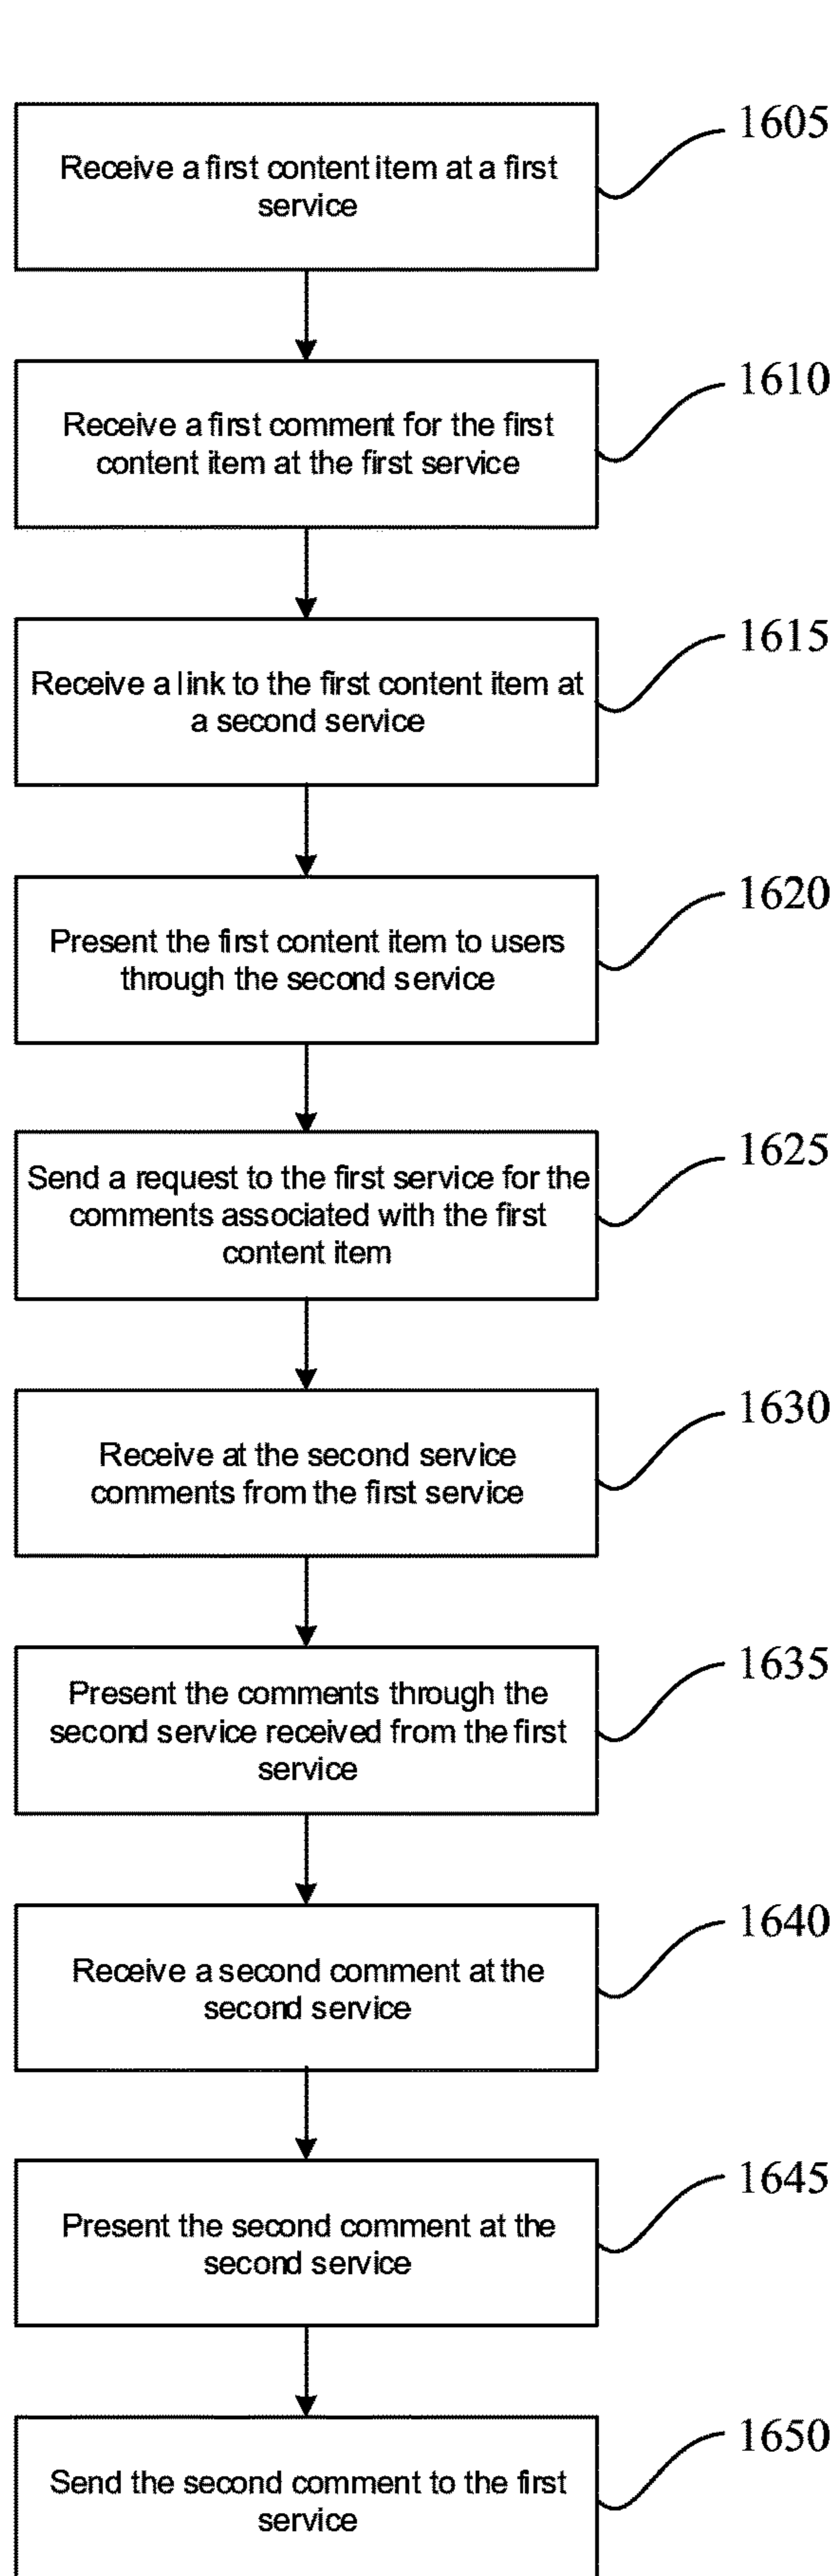 1605
Receive a first content item at a first
service
1610
Receive a first comment for the first
content item at the first service
1615
Receive a link to the first content item at
a second service
1620
Present the first content item to users
through the second service
1625
Send a request to the first service for the
comments associated with the first
content item
1630
Receive at the second service
comments from the first service
1635
Present the comments through the
second service received from the first
service
1640
Receive a second comment at the
second service
1645
Present the second comment at the
second service
1650
Send the second comment to the first
service